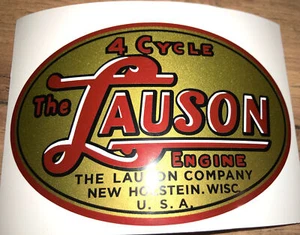 4 CYCLE
The LAUSON
ENGINE
THE LAUSON COMPANY
NEW HOLSTEIN. WISC.
U. S. A.